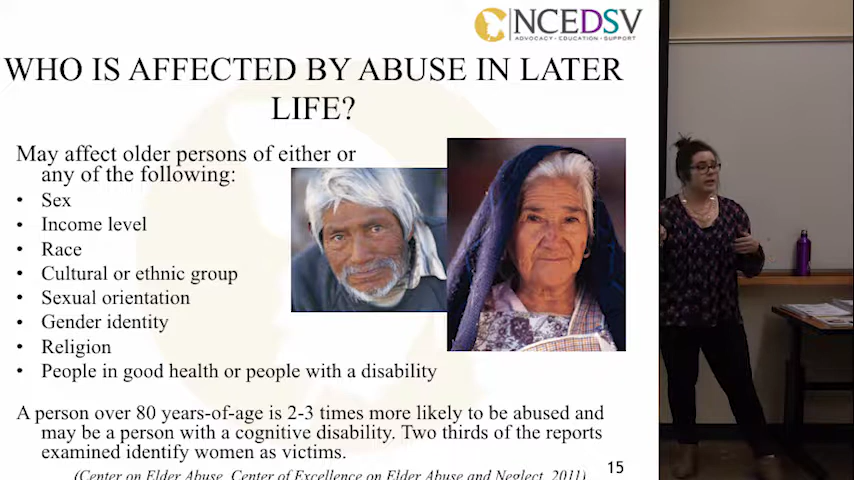 NCEDSV
ADVOCACY • EDUCATION • SUPPORT
WHO IS AFFECTED BY ABUSE IN LATER
LIFE?
May affect older persons of either or
any of the following:
• Sex
• Income level
• Race
• Cultural or ethnic group
• Sexual orientation
• Gender identity
• Religion
• People in good health or people with a disability
A person over 80 years-of-age is 2-3 times more likely to be abused and
may be a person with a cognitive disability. Two thirds of the reports
examined identify women as victims.
(Center on Elder Abuse, Center of Excellence on Elder Abuse and Neglect, 2011)
15